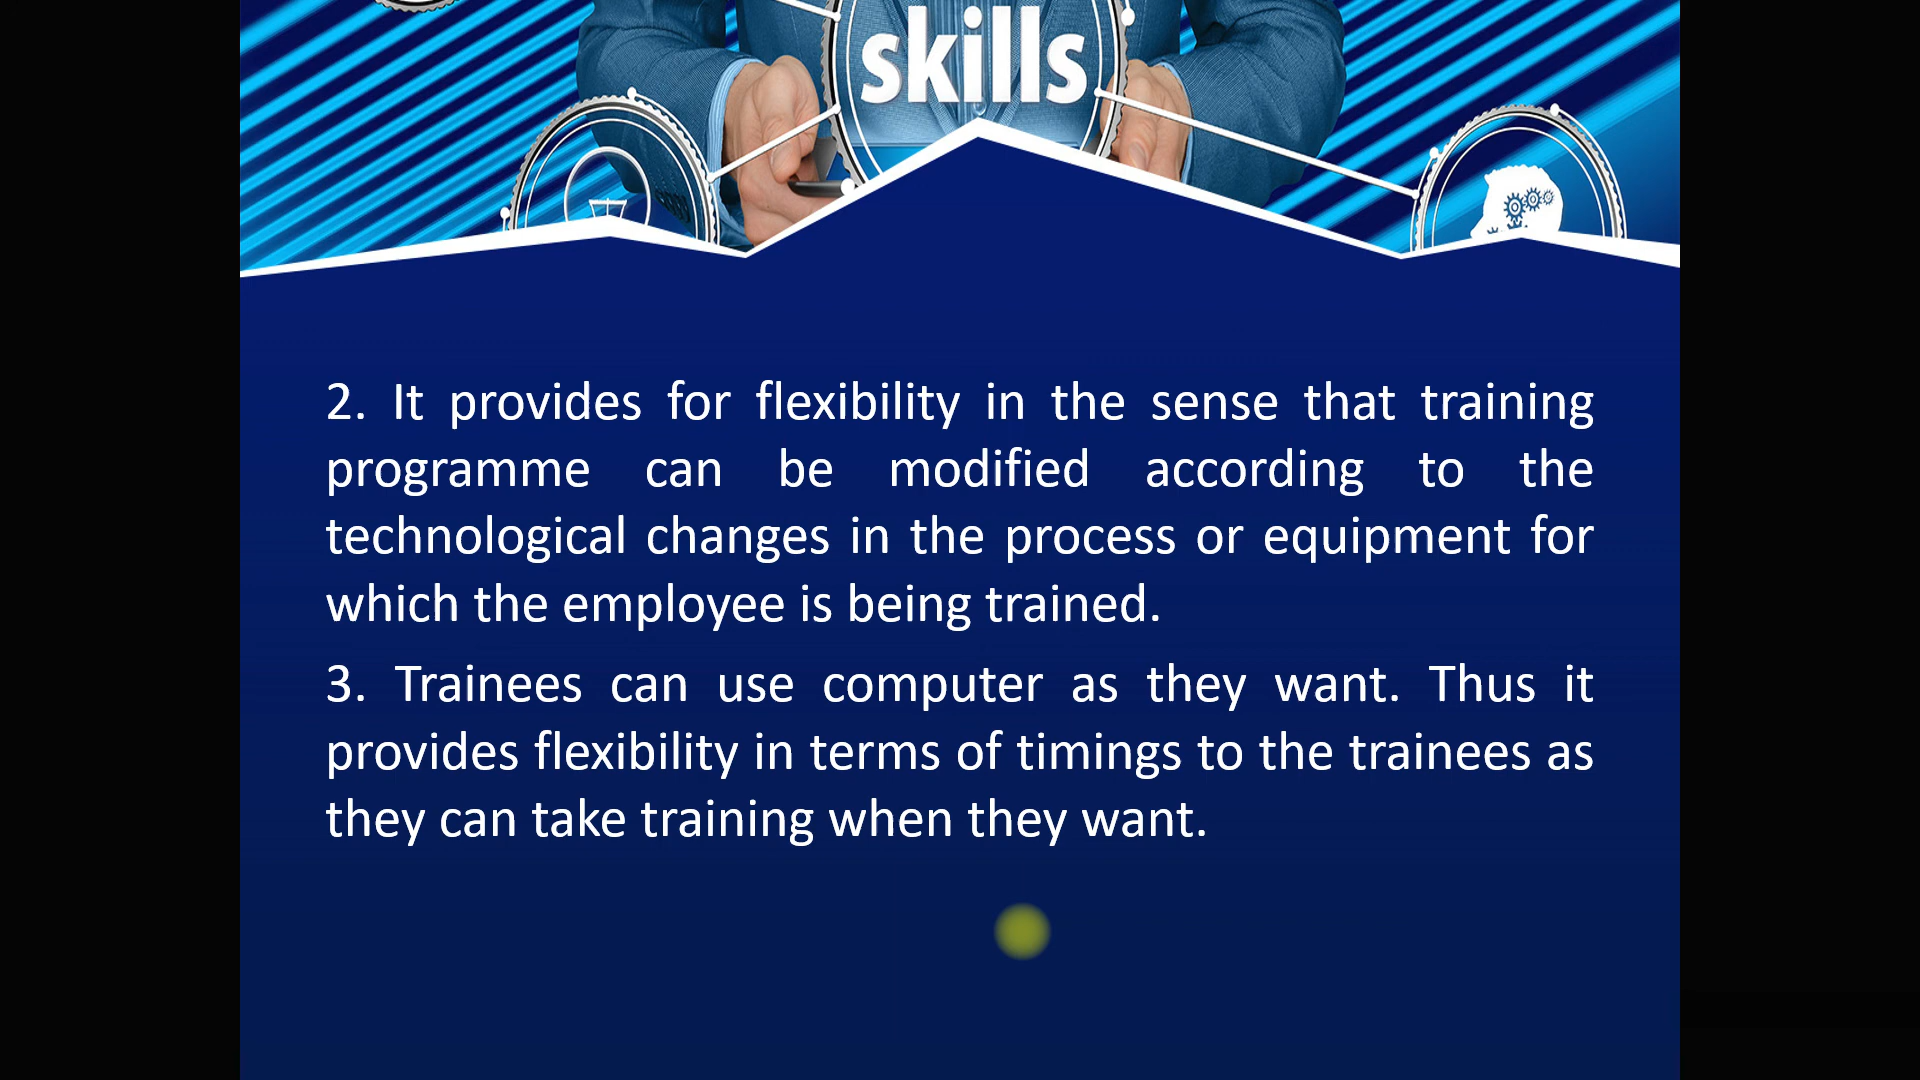 skills
2. It provides for flexibility in the sense that training
programme can be modified according to the
technological changes in the process or equipment for
which the employee is being trained.
3. Trainees can use computer as they want. Thus it
provides flexibility in terms of timings to the trainees as
they can take training when they want.